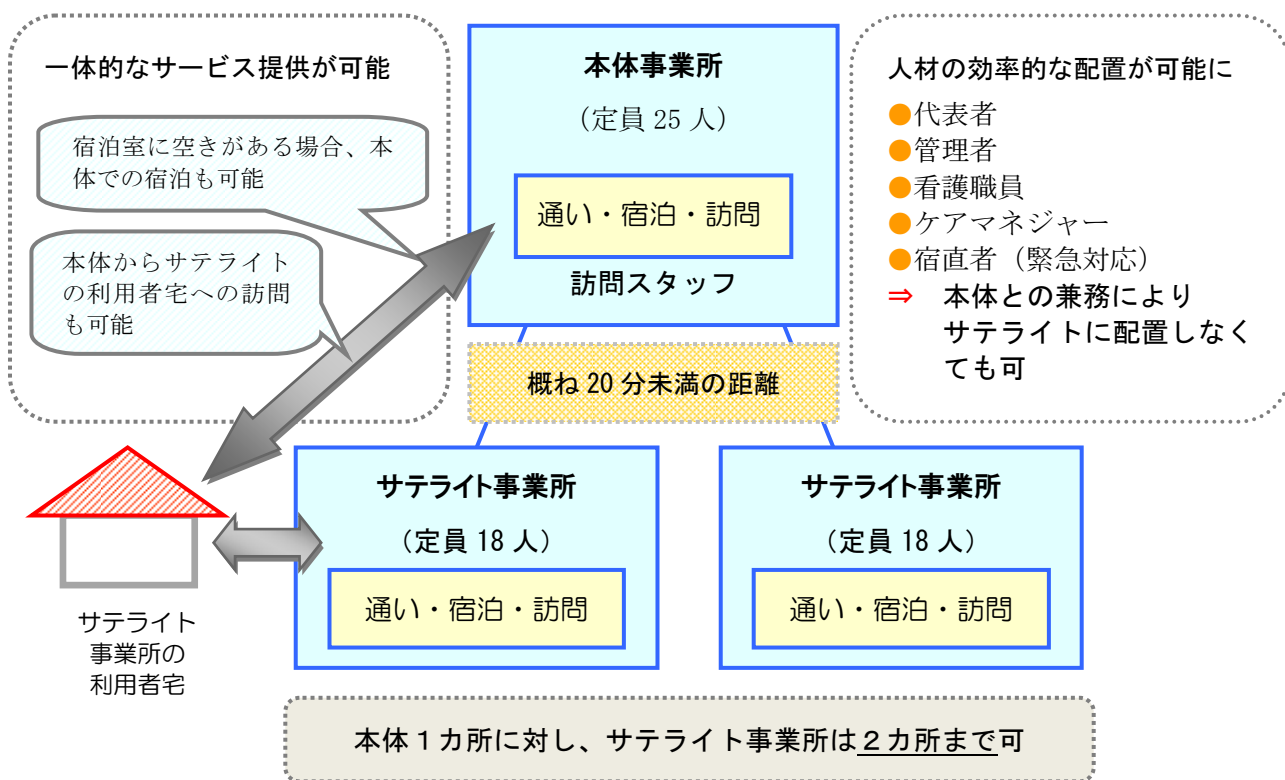 一体的なサービス提供が可能
宿泊室に空きがある場合、本
体での宿泊も可能
本体からサテライト
の利用者宅への訪問
も可能
本体事業所
（定員 25 人）
通い・宿泊・訪問
訪問スタッフ
人材の効率的な配置が可能に
●代表者
●管理者
●看護職員
●ケアマネジャー
●宿直者（緊急対応）
⇒ 本体との兼務により
サテライトに配置しなく
ても可
概ね 20 分未満の距離
サテライト
事業所の
利用者宅
サテライト事業所
（定員 18 人）
通い・宿泊・訪問
サテライト事業所
（定員 18 人）
通い・宿泊・訪問
本体１カ所に対し、サテライト事業所は２カ所まで可